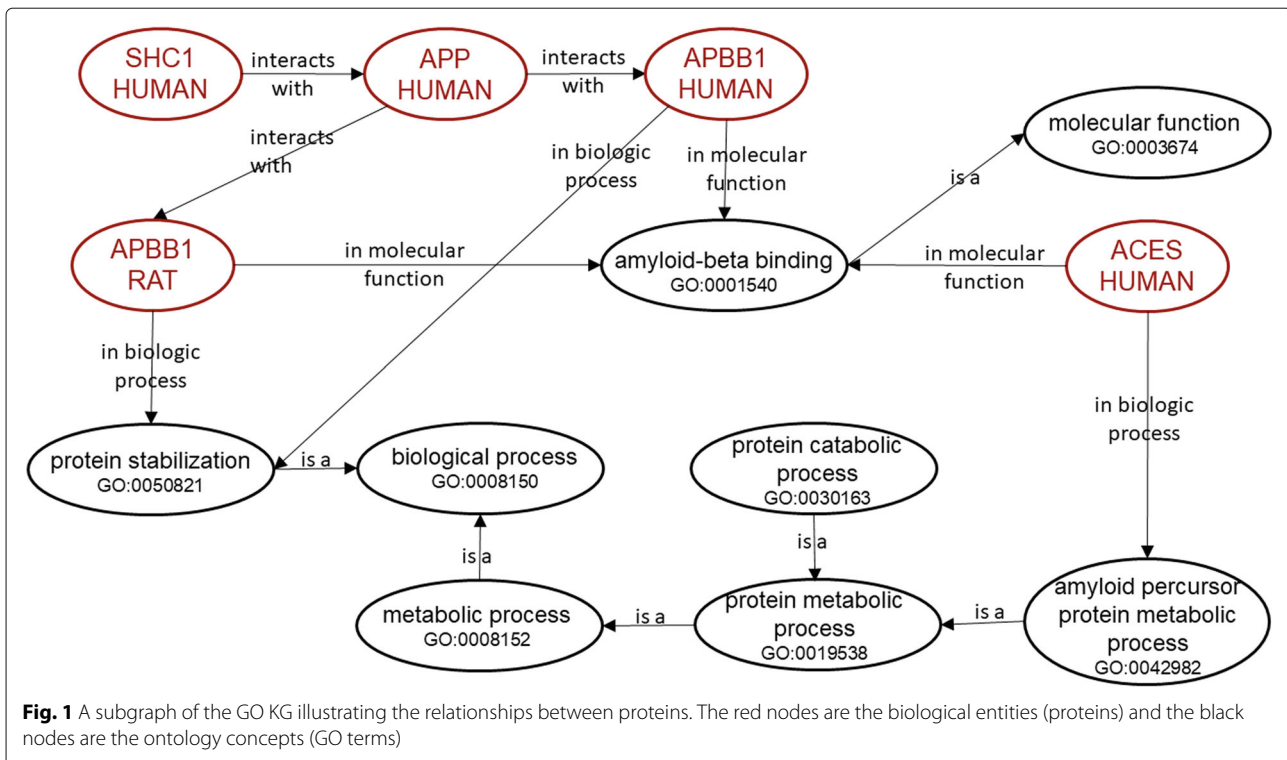 SHC1
HUMAN
interacts
with
APP
HUMAN
interacts
with
APBB1
HUMAN
interacts
with
in biologic
process
in molecular
function
molecular function
GO:0003674
is a
APBB1
RAT
in molecular
function
amyloid-beta binding
GO:0001540
in molecular
function
ACES
HUMAN
in biologic
process
in biologic
process
protein stabilization
GO:0050821
is a
biological process
GO:0008150
protein catabolic
process
GO:0030163
is a
is a
metabolic process
GO:0008152
is a
protein metabolic
process
GO:0019538
is a
amyloid percursor
protein metabolic
process
GO:0042982
Fig. 1 A subgraph of the GO KG illustrating the relationships between proteins. The red nodes are the biological entities (proteins) and the black
nodes are the ontology concepts (GO terms)